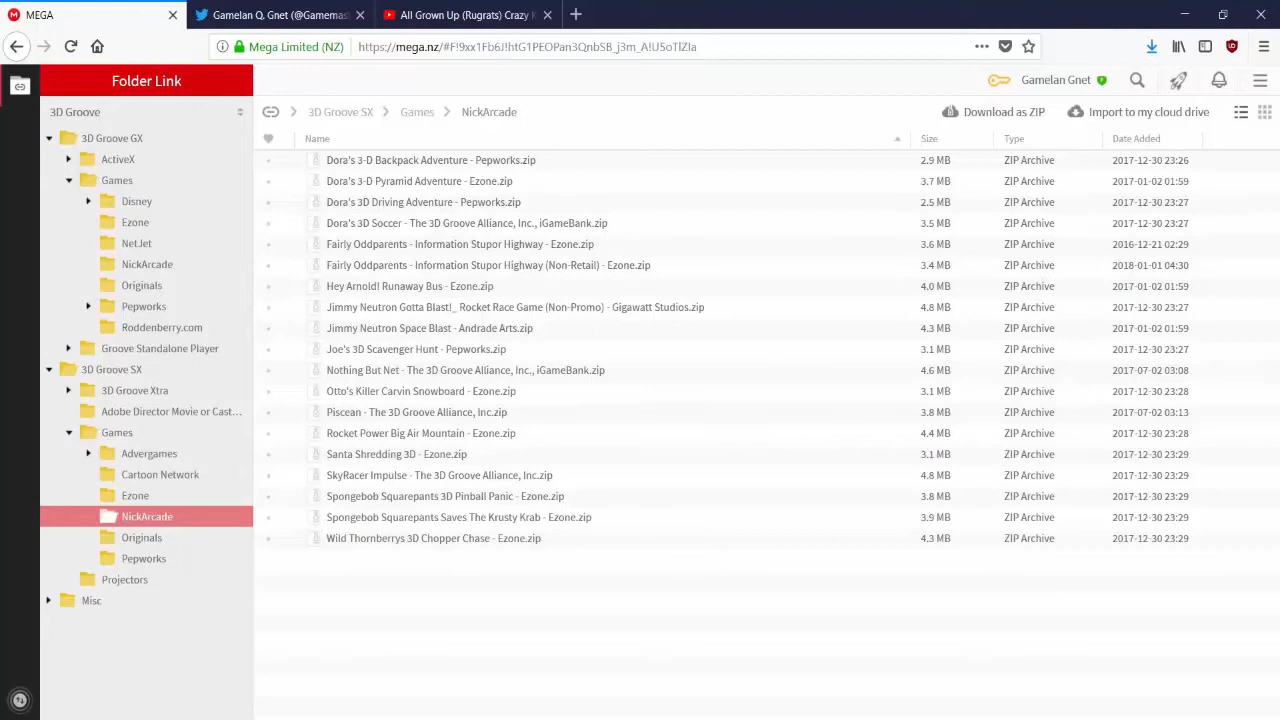 MEGA
Gamelan Q. Gnet (@Gamemas
All Grown Up (Rugrats) Crazy K
Mega Limited (NZ)
Folder Link
Gamelan Gnet
3D Groove
3D Groove SX
Games
NickArcade
Download as ZIP
Import to my cloud drive
3D Groove GX
ActiveX
Games
Disney
Ezone
NetJet
NickArcade
Originals
Pepworks
Roddenberry.com
Groove Standalone Player
3D Groove SX
3D Groove Xtra
Adobe Director Movie or Cast...
Games
Advergames
Cartoon Network
Ezone
NickArcade
Originals
Pepworks
Projectors
Misc
Name Size Type Date Added
Dora's 3-D Backpack Adventure - Pepworks.zip 2.9 MB ZIP Archive 2017-12-30 23:26
Dora's 3-D Pyramid Adventure - Ezone.zip 3.7 MB ZIP Archive 2017-01-02 01:59
Dora's 3D Driving Adventure - Pepworks.zip 2.5 MB ZIP Archive 2017-12-30 23:27
Dora's 3D Soccer - The 3D Groove Alliance, Inc., iGameBank.zip 3.5 MB ZIP Archive 2017-12-30 23:27
Fairly Oddparents - Information Stupor Highway - Ezone.zip 3.6 MB ZIP Archive 2016-12-21 02:29
Fairly Oddparents - Information Stupor Highway (Non-Retail) - Ezone.zip 3.4 MB ZIP Archive 2018-01-01 04:30
Hey Arnold! Runaway Bus - Ezone.zip 4.0 MB ZIP Archive 2017-01-02 01:59
Jimmy Neutron Gotta Blast!_ Rocket Race Game (Non-Promo) - Gigawatt Studios.zip 4.8 MB ZIP Archive 2017-12-30 23:27
Jimmy Neutron Space Blast - Andrade Arts.zip 4.3 MB ZIP Archive 2017-01-02 01:59
Joe's 3D Scavenger Hunt - Pepworks.zip 3.1 MB ZIP Archive 2017-12-30 23:27
Nothing But Net - The 3D Groove Alliance, Inc., iGameBank.zip 4.6 MB ZIP Archive 2017-07-02 03:08
Otto's Killer Carvin Snowboard - Ezone.zip 3.1 MB ZIP Archive 2017-12-30 23:28
Piscean - The 3D Groove Alliance, Inc.zip 3.8 MB ZIP Archive 2017-07-02 03:13
Rocket Power Big Air Mountain - Ezone.zip 4.4 MB ZIP Archive 2017-12-30 23:28
Santa Shredding 3D - Ezone.zip 3.1 MB ZIP Archive 2017-12-30 23:29
SkyRacer Impulse - The 3D Groove Alliance, Inc.zip 4.8 MB ZIP Archive 2017-12-30 23:29
Spongebob Squarepants 3D Pinball Panic - Ezone.zip 3.8 MB ZIP Archive 2017-12-30 23:29
Spongebob Squarepants Saves The Krusty Krab - Ezone.zip 3.9 MB ZIP Archive 2017-12-30 23:29
Wild Thornberrys 3D Chopper Chase - Ezone.zip 4.3 MB ZIP Archive 2017-12-30 23:29